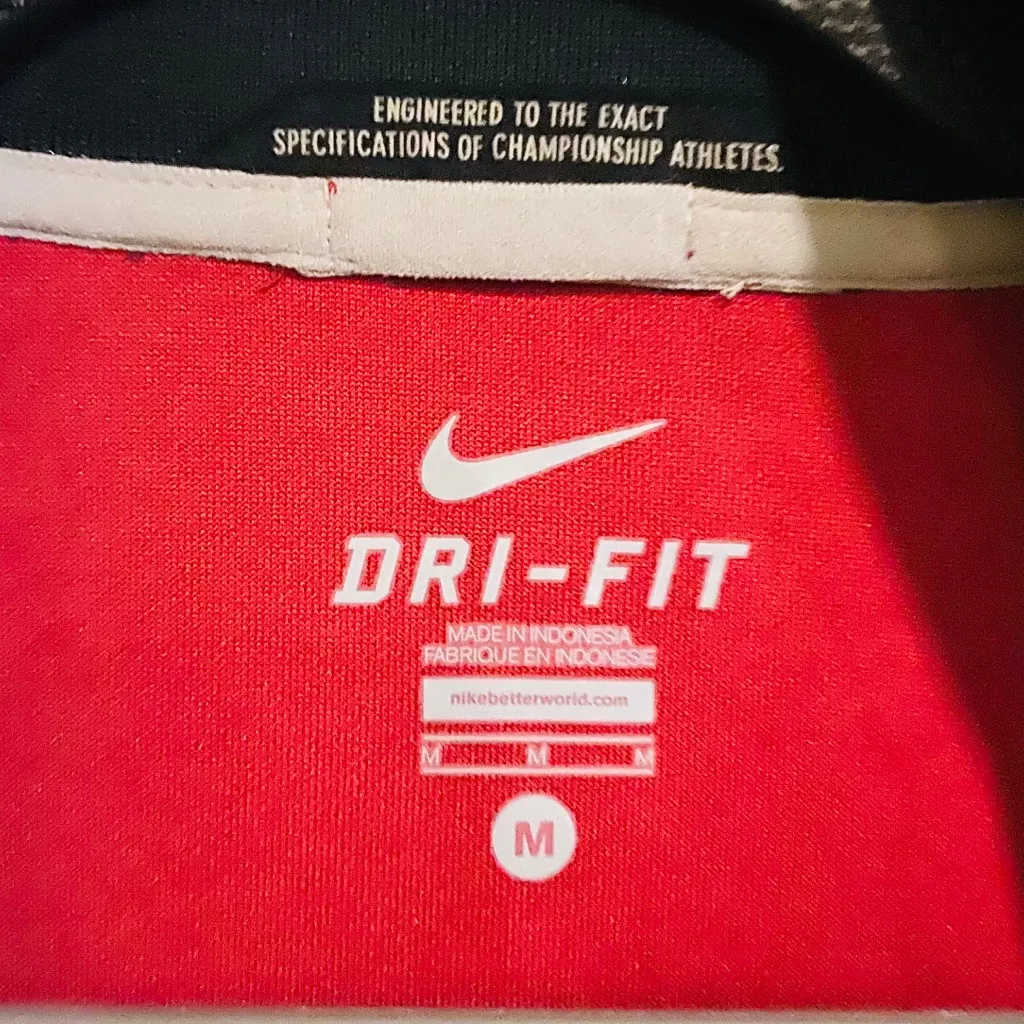 ENGINEERED TO THE EXACT
SPECIFICATIONS OF CHAMPIONSHIP ATHLETES.
DRI-FIT
MADE IN INDONESIA
FABRIQUE EN INDONESIE
nikebetterworld.com
M M M
M